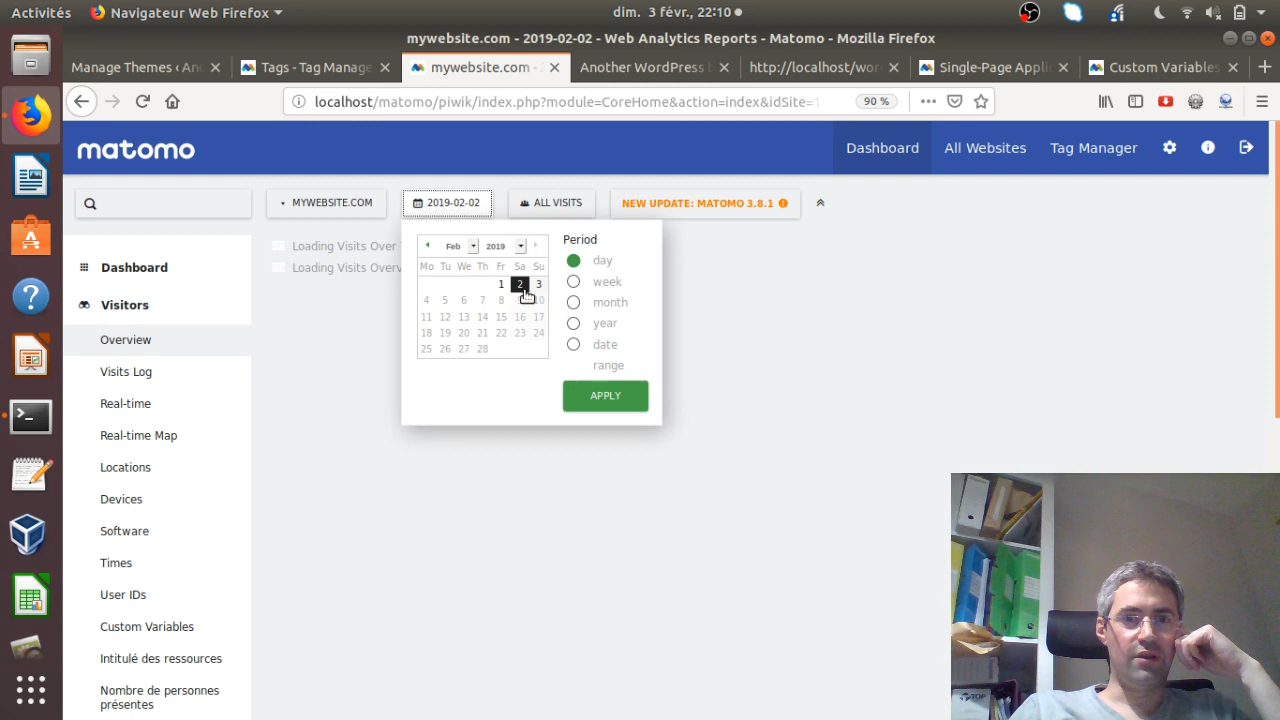 Activités
Navigateur Web Firefox
dim. 3 févr., 22:10
mywebsite.com - 2019-02-02 - Web Analytics Reports - Matomo - Mozilla Firefox
Manage Themes ‹ An
Tags - Tag Manage
mywebsite.com -
Another WordPress b
http://localhost/wor
Single-Page Appli
Custom Variables
localhost/matomo/piwik/index.php?module=CoreHome&action=index&idSite=
90 %
matomo
Dashboard
All Websites
Tag Manager
MYWEBSITE.COM
2019-02-02
ALL VISITS
NEW UPDATE: MATOMO 3.8.1
Loading Visits Over
Loading Visits Overv
Feb
2019
Mo Tu We Th Fr Sa Su
1 2 3
4 5 6 7 8 10
11 12 13 14 15 16 17
18 19 20 21 22 23 24
25 26 27 28
Period
day
week
month
year
date
range
APPLY
Dashboard
Visitors
Overview
Visits Log
Real-time
Real-time Map
Locations
Devices
Software
Times
User IDs
Custom Variables
Intitulé des ressources
Nombre de personnes
présentes